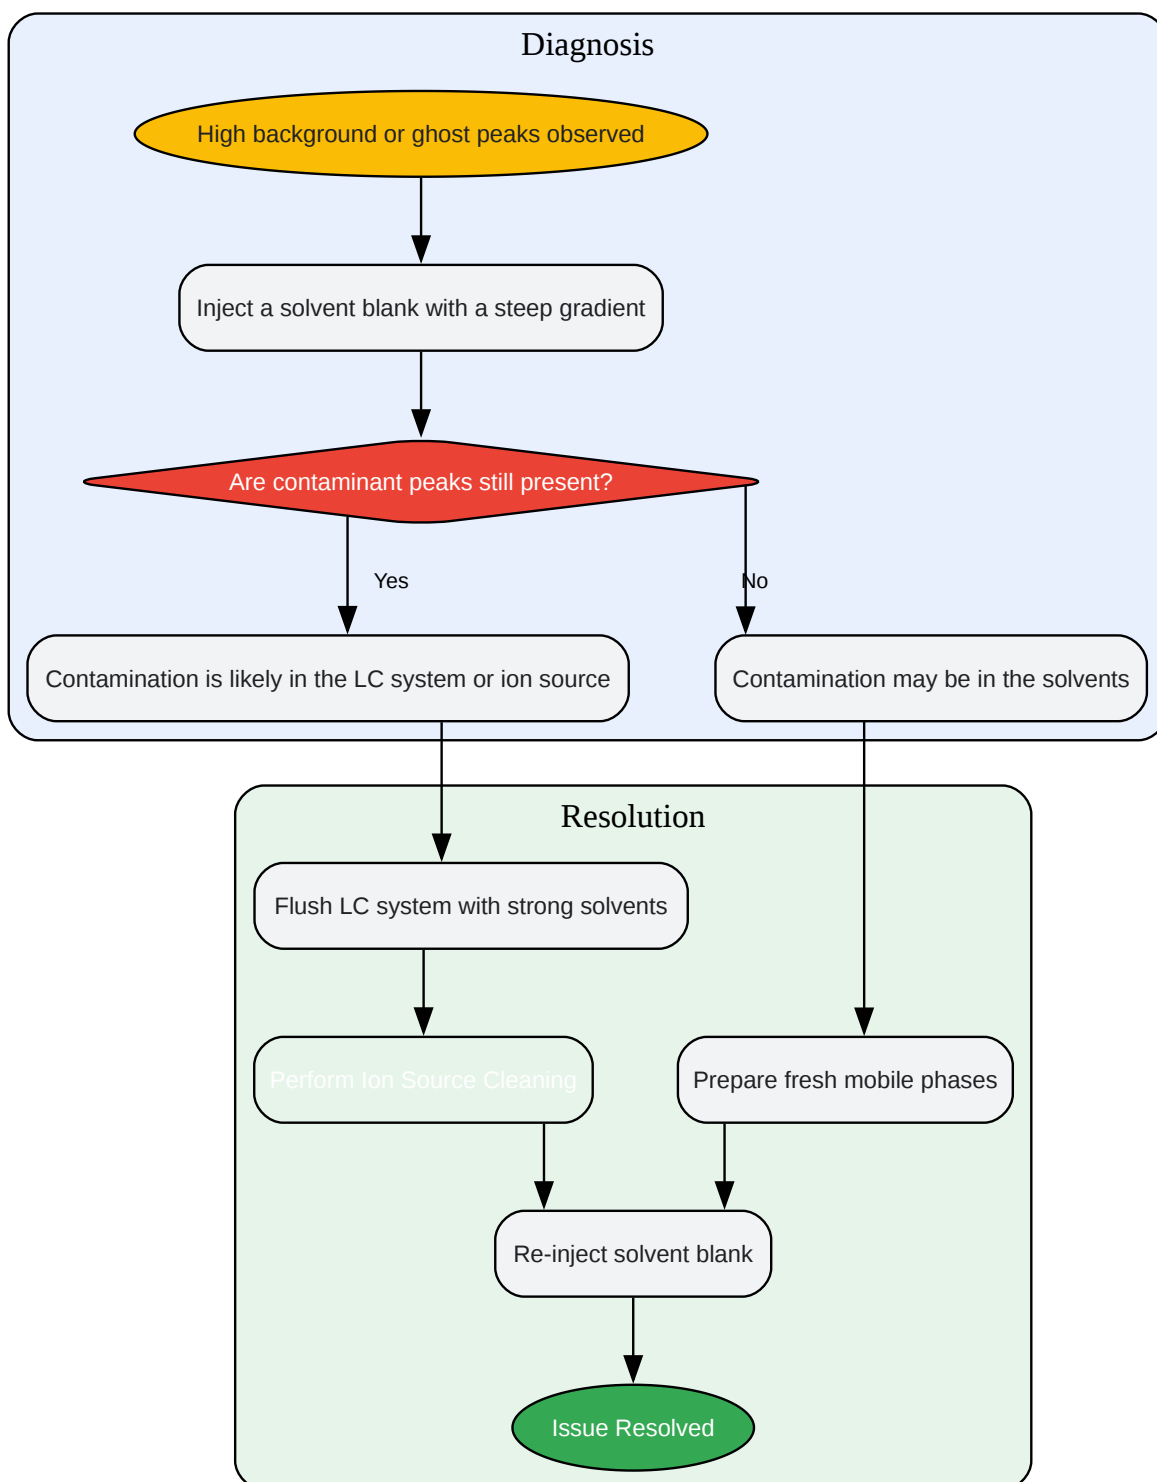 Diagnosis
High background or ghost peaks observed
Inject a solvent blank with a steep gradient
Are contaminant peaks still present?
Yes
No
Contamination is likely in the LC system or ion source
Contamination may be in the solvents
Resolution
Flush LC system with strong solvents
Perform Ion Source Cleaning
Prepare fresh mobile phases
Re-inject solvent blank
Issue Resolved